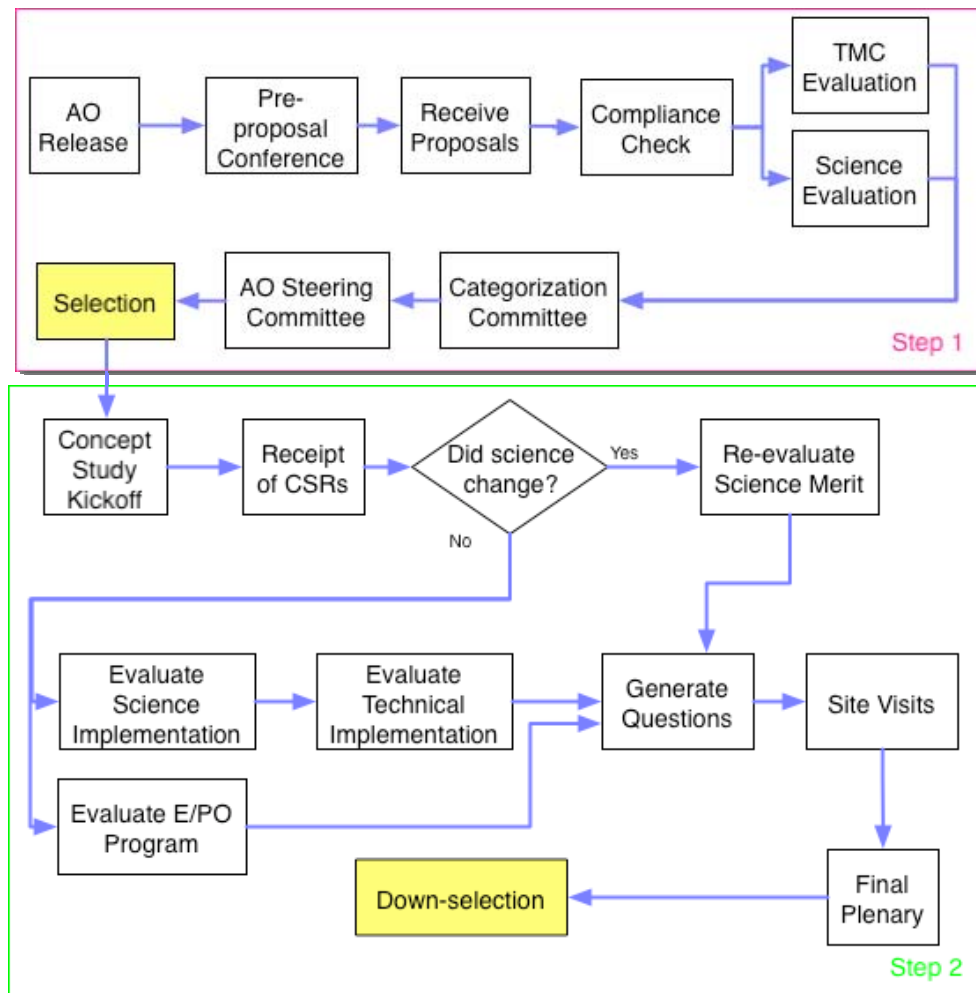 AO
Release
Pre-
proposal
Conference
Receive
Proposals
Compliance
Check
TMC
Evaluation
Science
Evaluation
Selection
AO Steering
Committee
Categorization
Committee
Step 1
Concept
Study
Kickoff
Receipt
of CSRs
Did science
change?
Yes
No
Re-evaluate
Science Merit
Evaluate
Science
Implementation
Evaluate
Technical
Implementation
Generate
Questions
Site Visits
Evaluate E/PO
Program
Down-selection
Final
Plenary
Step 2